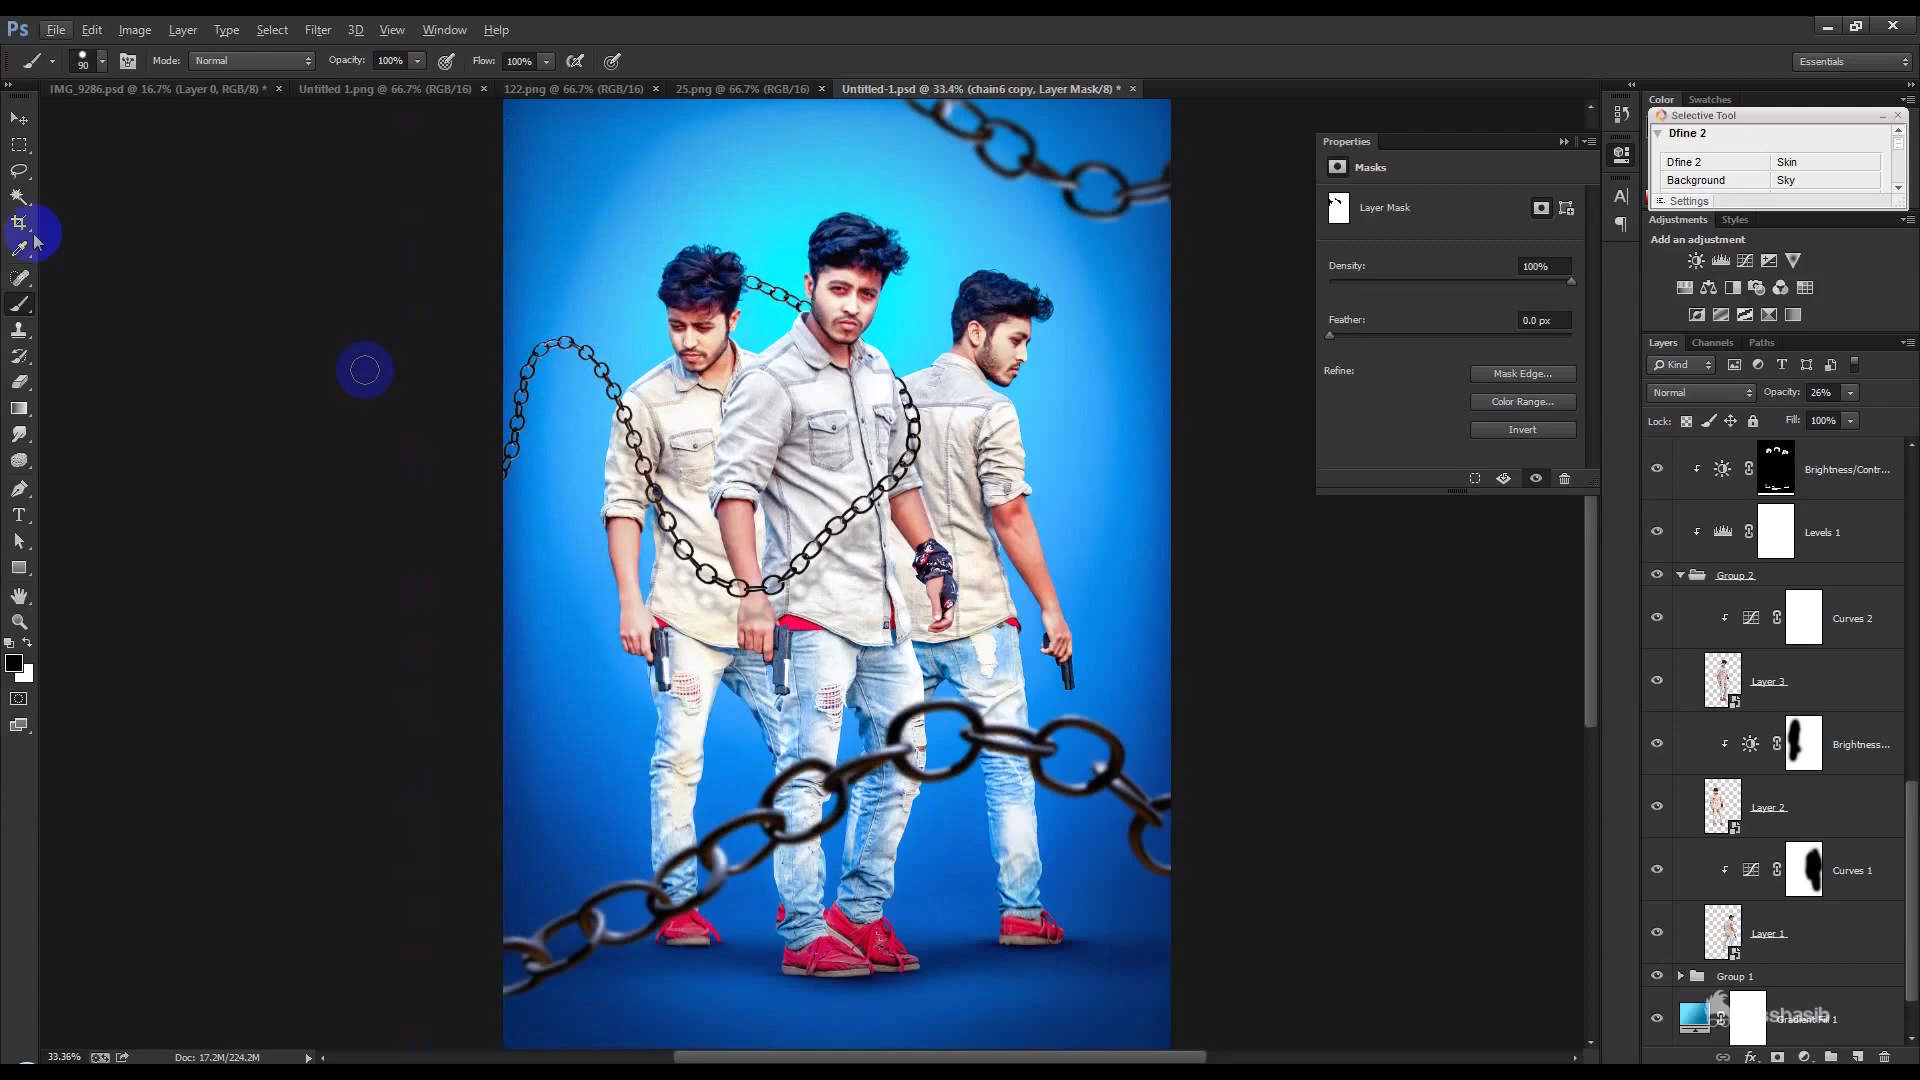 Ps File Edit Image Layer Type Select Filter 3D View Window Help
90 Mode: Normal Opacity: 100% Flow: 100% Essentials
IMG_9286.psd @ 16.7% (Layer 0, RGB/8) * × Untitled 1.png @ 66.7% (RGB/16) × 122.png @ 66.7% (RGB/16) × 25.png @ 66.7% (RGB/16) × Untitled-1.psd @ 33.4% (chain6 copy, Layer Mask/8) * ×
Color Swatches
Selective Tool
Dfine 2
Dfine 2 Skin
Background Sky
Settings
Adjustments Styles
Add an adjustment
Properties
Masks
Layer Mask
Density: 100%
Feather: 0.0 px
Refine: Mask Edge...
Color Range...
Invert
Layers Channels Paths
Kind
Normal Opacity: 26%
Lock: Fill: 100%
Brightness/Contr...
Levels 1
Group 2
Curves 2
Layer 3
Brightness...
Layer 2
Curves 1
Layer 1
Group 1
Gradient Fill 1
33.36% Doc: 17.2M/224.2M